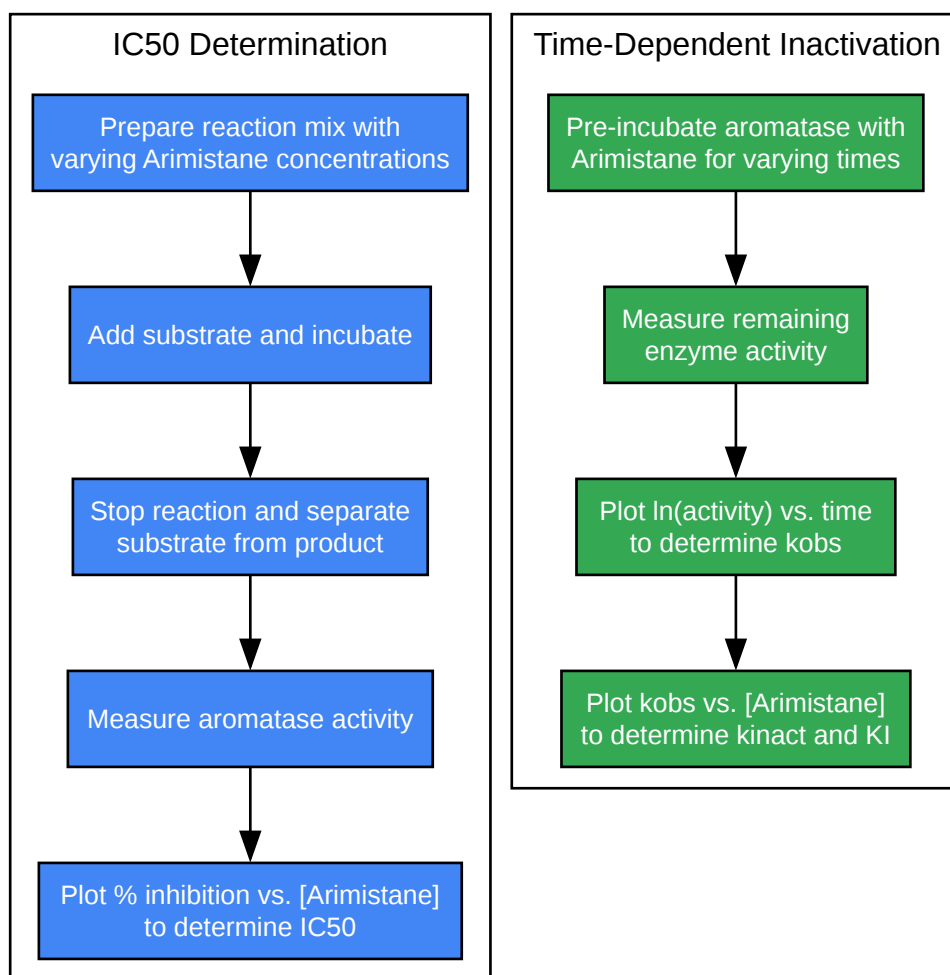 IC50 Determination
Prepare reaction mix with
varying Arimistane concentrations
Add substrate and incubate
Stop reaction and separate
substrate from product
Measure aromatase activity
Plot % inhibition vs. [Arimistane]
to determine IC50
Time-Dependent Inactivation
Pre-incubate aromatase with
Arimistane for varying times
Measure remaining
enzyme activity
Plot ln(activity) vs. time
to determine kobs
Plot kobs vs. [Arimistane]
to determine kinact and KI